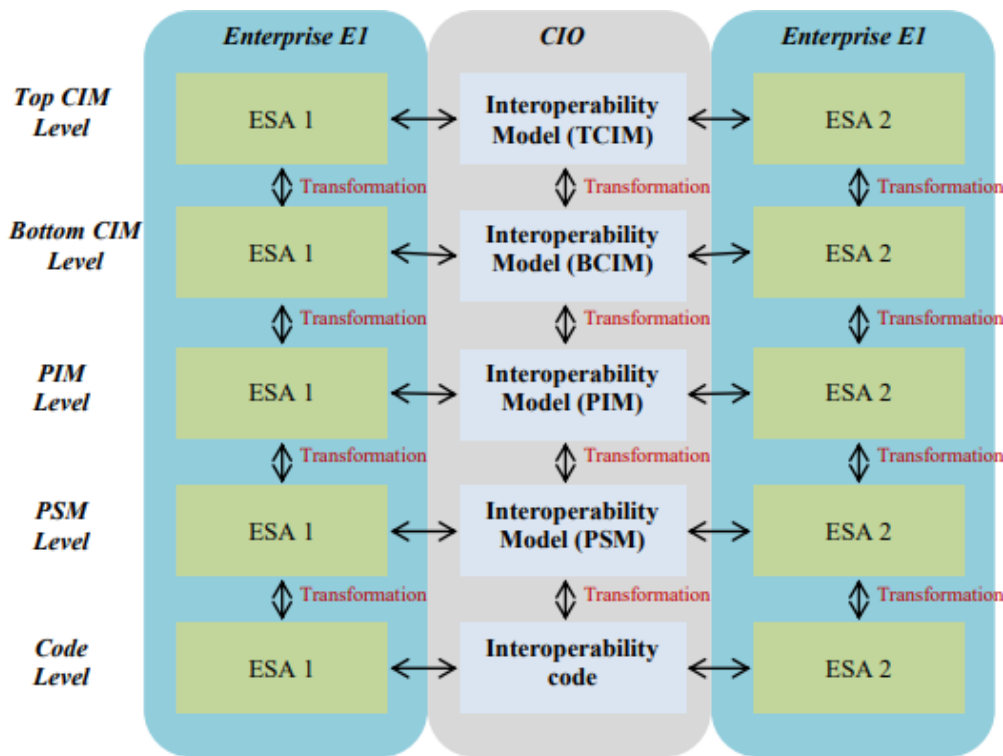 Enterprise E1
CIO
Enterprise E1
Top CIM
Level
ESA 1
Interoperability
Model (TCIM)
ESA 2
Transformation
Transformation
Transformation
Bottom CIM
Level
ESA 1
Interoperability
Model (BCIM)
ESA 2
Transformation
Transformation
Transformation
PIM
Level
ESA 1
Interoperability
Model (PIM)
ESA 2
Transformation
Transformation
Transformation
PSM
Level
ESA 1
Interoperability
Model (PSM)
ESA 2
Transformation
Transformation
Transformation
Code
Level
ESA 1
Interoperability
code
ESA 2